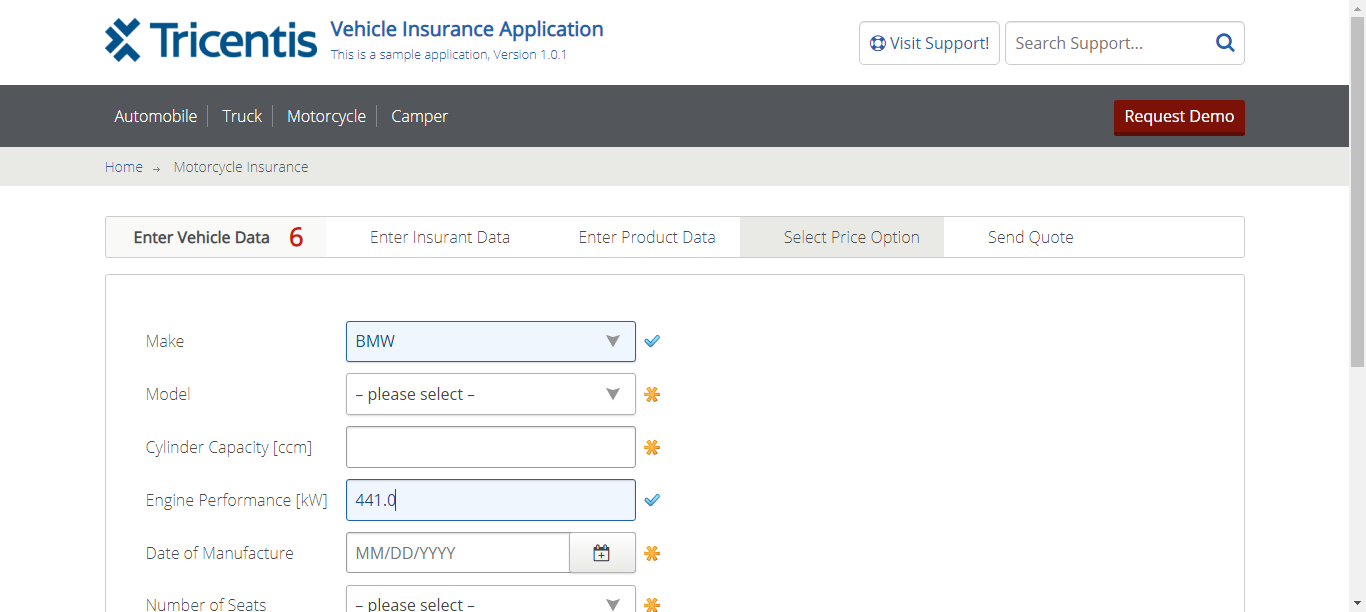 Tricentis
Vehicle Insurance Application
This is a sample application, Version 1.0.1
Visit Support!
Search Support...
Automobile
Truck
Motorcycle
Camper
Request Demo
Home → Motorcycle Insurance
Enter Vehicle Data 6
Enter Insurant Data
Enter Product Data
Select Price Option
Send Quote
Make
BMW
Model
– please select –
Cylinder Capacity [ccm]
Engine Performance [kW]
441.0
Date of Manufacture
MM/DD/YYYY
Number of Seats
– please select –